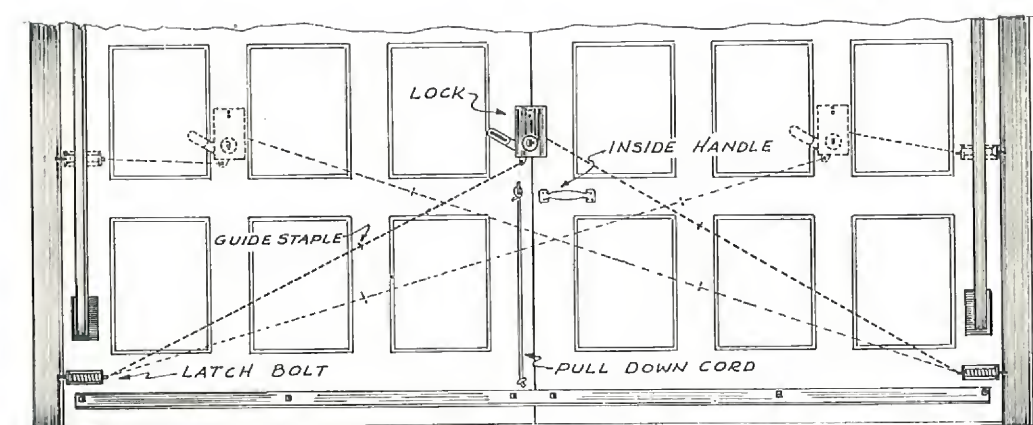 LOCK
INSIDE HANDLE
GUIDE STAPLE
LATCH BOLT
PULL DOWN CORD